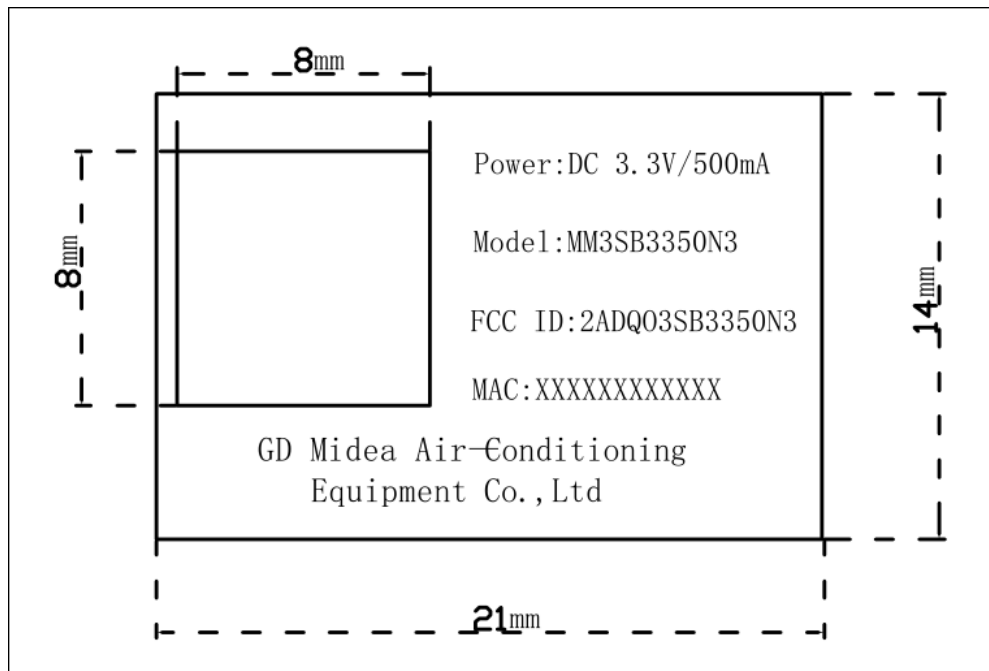 8mm
Power:DC 3.3V/500mA
Model:MM3SB3350N3
8mm
14mm
FCC ID:2ADQO3SB3350N3
MAC:XXXXXXXXXXXX
GD Midea Air-Conditioning
Equipment Co.,Ltd
21mm